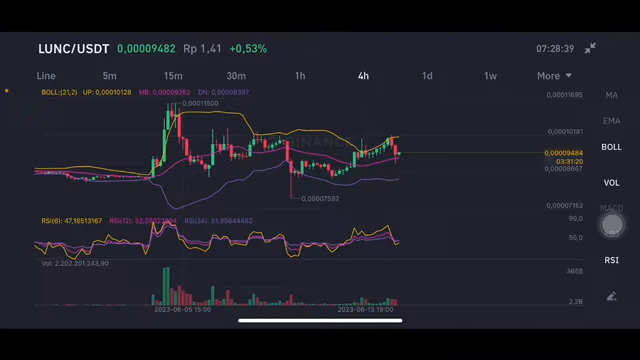 LUNC/USDT 0,00009482 Rp 1,41 +0,53% 07:28:39
Line 5m 15m 30m 1h 4h 1d 1w More
BOLL:(21,2) UP: 0,00010128 MB: 0,00009262 DN: 0,00008397
0,00011695
MA
0,00011500
EMA
0,00010181
BOLL
0,00009484
03:31:20
0,00008667
VOL
0,00007592
0,00007152
MACD
RSI(6): 47,18513167 RSI(12): RSI(34): 51,99844462
90,0
50,0
RSI
Vol: 2.202.201.243,90
365B
2,2B
2023-06-05 15:00 2023-06-13 19:00